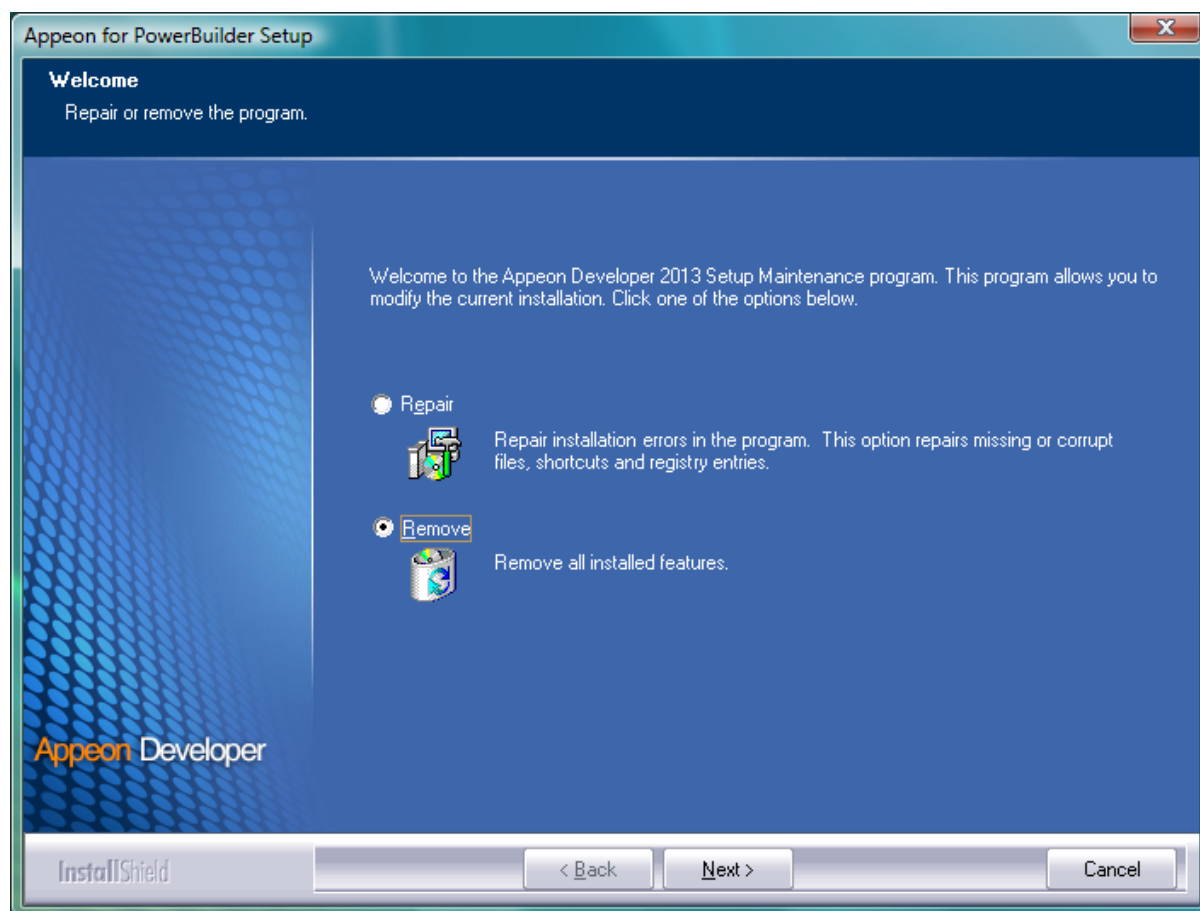 Appeon for PowerBuilder Setup
Welcome
Repair or remove the program.
Welcome to the Appeon Developer 2013 Setup Maintenance program. This program allows you to
modify the current installation. Click one of the options below.
Repair
Repair installation errors in the program. This option repairs missing or corrupt
files, shortcuts and registry entries.
Remove
Remove all installed features.
Appeon Developer
InstallShield
< Back
Next >
Cancel